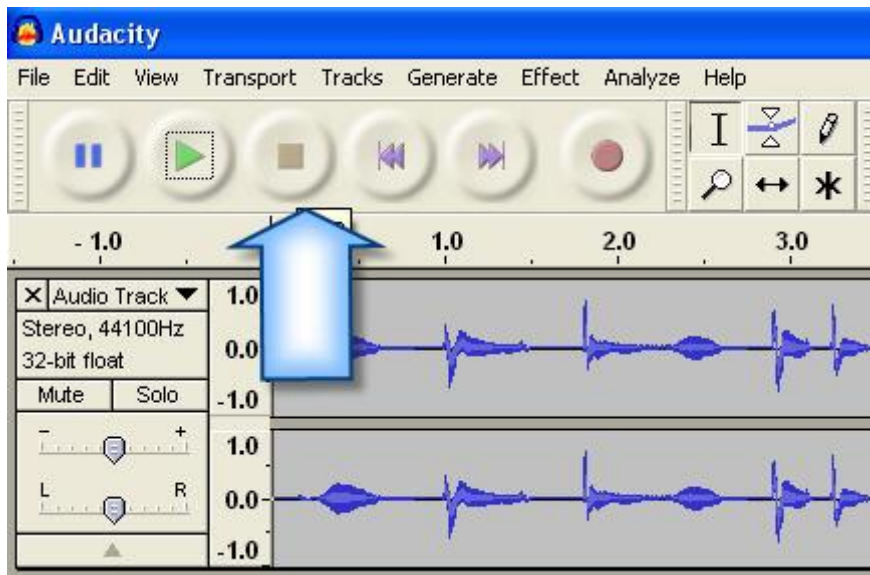 Audacity
File Edit View Transport Tracks Generate Effect Analyze Help
- 1.0 1.0 2.0 3.0
X Audio Track
Stereo, 44100Hz
32-bit float
Mute Solo
- +
L R
1.0
0.0
-1.0
1.0
0.0
-1.0